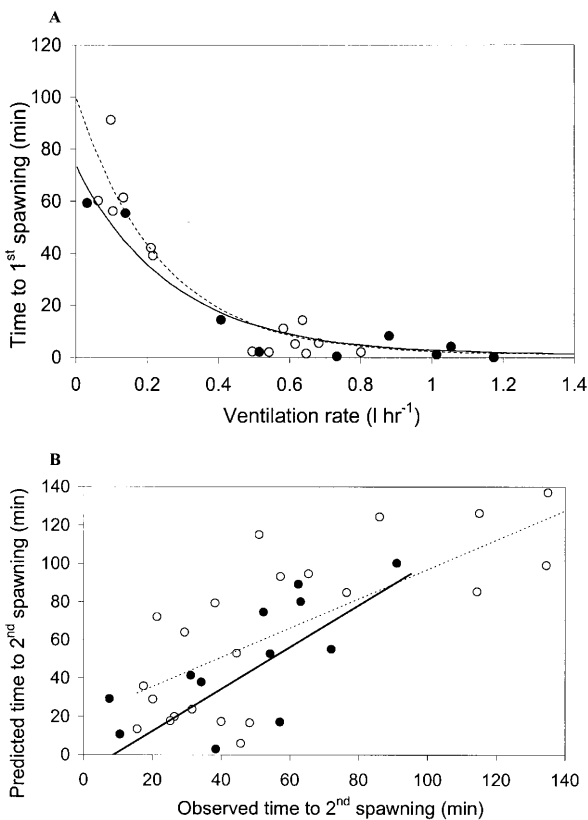 A
120
100
80
60
40
20
0
0 0.2 0.4 0.6 0.8 1 1.2 1.4
Time to 1st spawning (min)
Ventilation rate (l hr-1)
B
140
120
100
80
60
40
20
0
0 20 40 60 80 100 120 140
Predicted time to 2nd spawning (min)
Observed time to 2nd spawning (min)